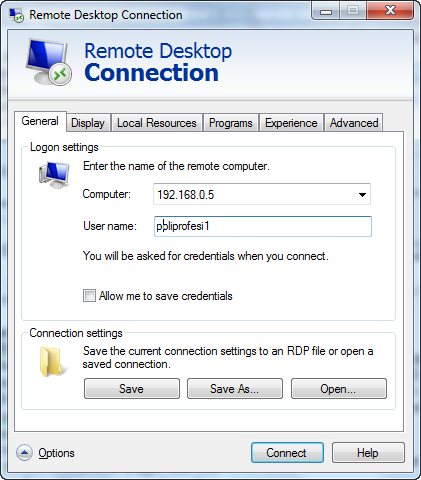 Remote Desktop Connection
Remote Desktop
Connection
General Display Local Resources Programs Experience Advanced
Logon settings
Enter the name of the remote computer.
Computer: 192.168.0.5
User name: poliprofesi1
You will be asked for credentials when you connect.
Allow me to save credentials
Connection settings
Save the current connection settings to an RDP file or open a
saved connection.
Save Save As... Open...
Options Connect Help